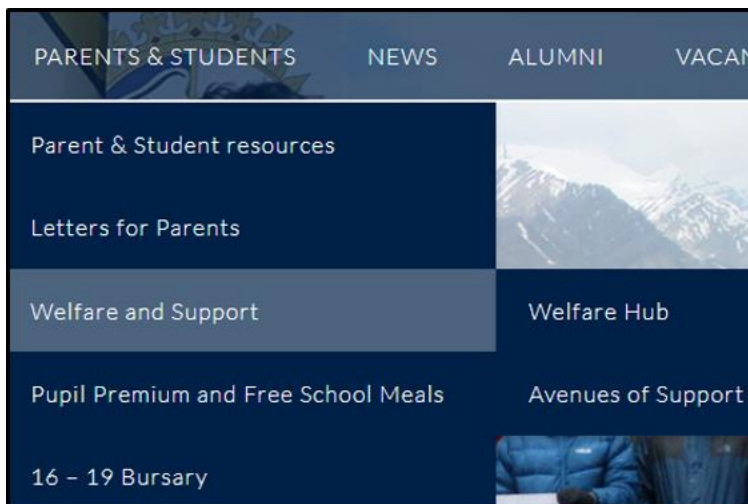 PARENTS & STUDENTS NEWS ALUMNI VACAN
Parent & Student resources
Letters for Parents
Welfare and Support Welfare Hub
Pupil Premium and Free School Meals Avenues of Support
16 – 19 Bursary